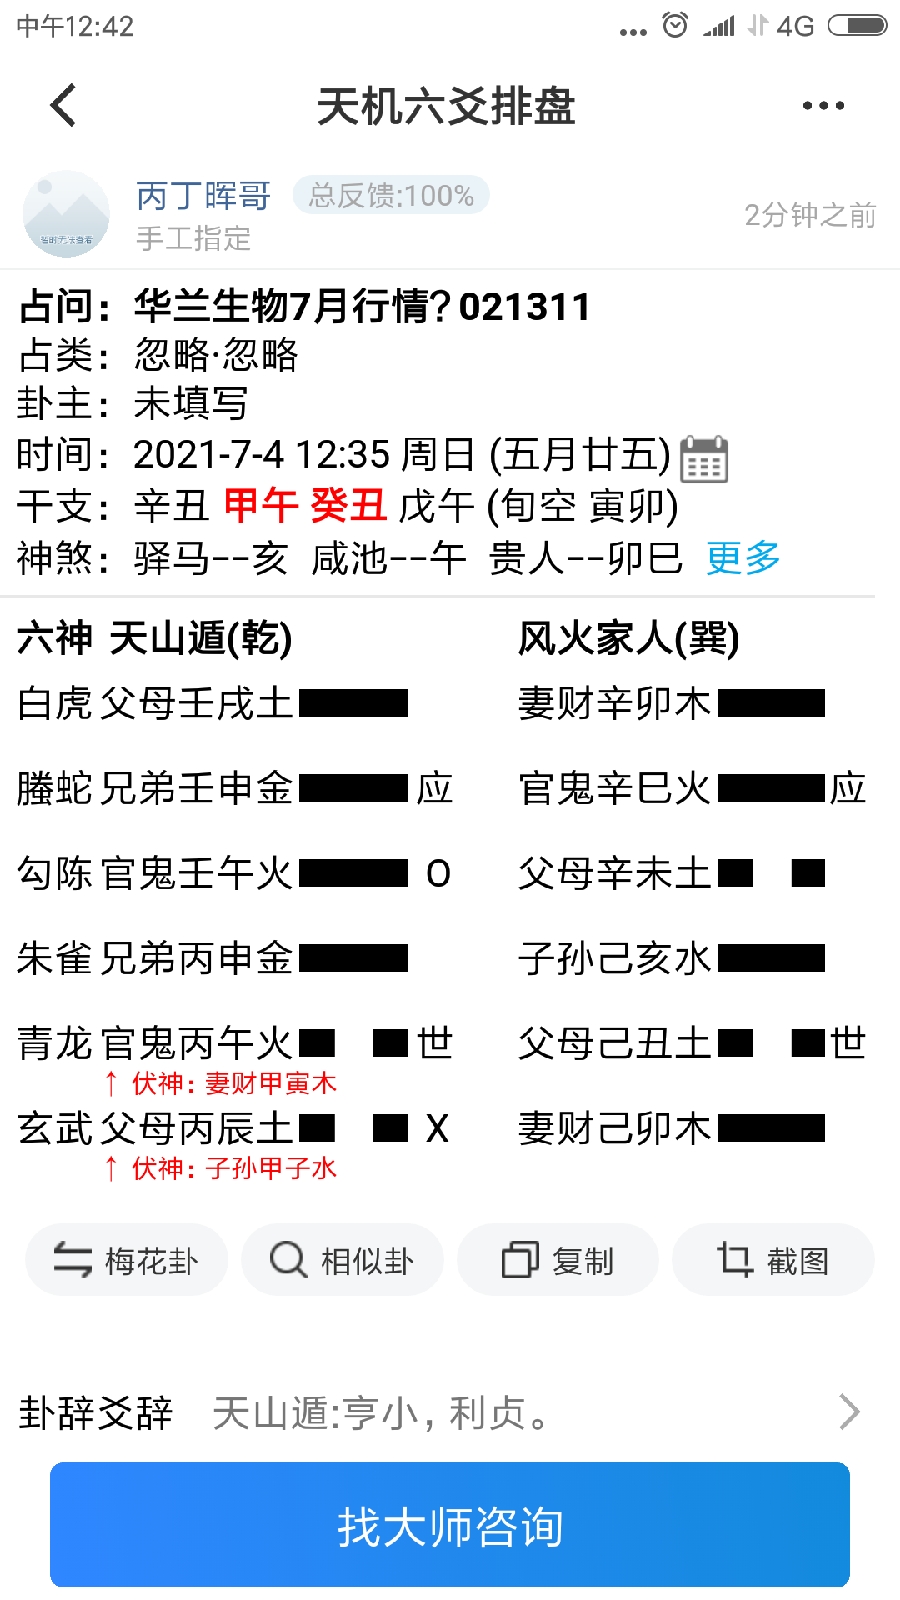 中午12:42
... 4G
天机六爻排盘
丙丁晖哥 总反馈:100%
2分钟之前
手工指定
暂时无法查看
占问：华兰生物7月行情？021311
占类：忽略·忽略
卦主：未填写
时间：2021-7-4 12:35 周日 (五月廿五)
干支：辛丑 甲午 癸丑 戊午 (旬空 寅卯)
神煞：驿马--亥 咸池--午 贵人--卯巳 更多
六神 天山遁(乾) 风火家人(巽)
白虎 父母壬戌土 妻财辛卯木
螣蛇 兄弟壬申金 应 官鬼辛巳火 应
勾陈 官鬼壬午火 O 父母辛未土
朱雀 兄弟丙申金 子孙己亥水
青龙 官鬼丙午火 世 父母己丑土 世
↑ 伏神：妻财甲寅木
玄武 父母丙辰土 X 妻财己卯木
↑ 伏神：子孙甲子水
梅花卦 相似卦 复制 截图
卦辞爻辞 天山遁:亨小，利贞。
找大师咨询